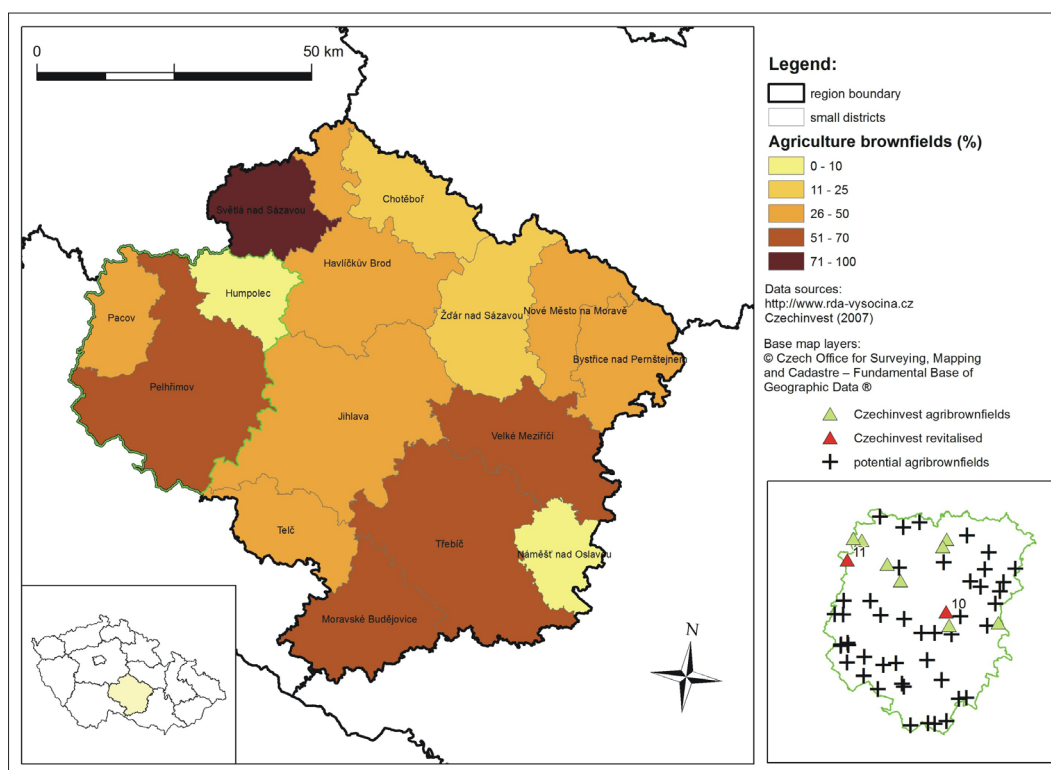 0 50 km
Chotěboř
Světlá nad Sázavou
Havlíčkův Brod
Humpolec
Pacov
Žďár nad Sázavou
Nové Město na Moravě
Bystřice nad Pernštejnem
Pelhřimov
Jihlava
Velké Meziříčí
Telč
Třebíč
Náměšť nad Oslavou
Moravské Budějovice
N
Legend:
region boundary
small districts
Agriculture brownfields (%)
0 - 10
11 - 25
26 - 50
51 - 70
71 - 100
Data sources:
http://www.rda-vysocina.cz
Czechinvest (2007)
Base map layers:
© Czech Office for Surveying, Mapping
and Cadastre – Fundamental Base of
Geographic Data ®
Czechinvest agribrownfields
Czechinvest revitalised
potential agribrownfields
11
10